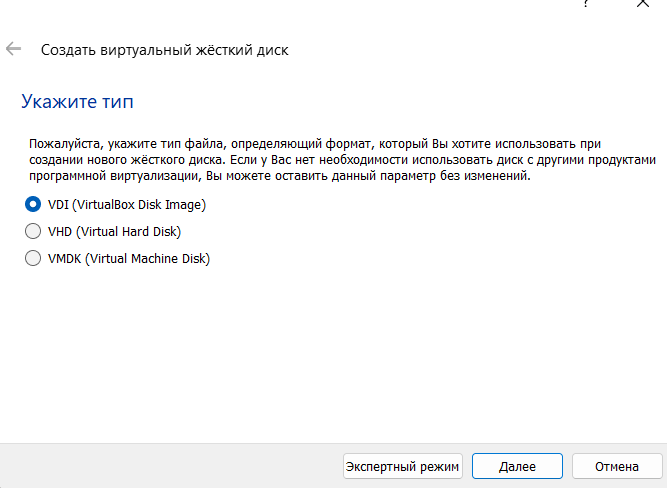 ?
Создать виртуальный жёсткий диск
Укажите тип
Пожалуйста, укажите тип файла, определяющий формат, который Вы хотите использовать при
создании нового жёсткого диска. Если у Вас нет необходимости использовать диск с другими продуктами
программной виртуализации, Вы можете оставить данный параметр без изменений.
VDI (VirtualBox Disk Image)
VHD (Virtual Hard Disk)
VMDK (Virtual Machine Disk)
Экспертный режим Далее Отмена